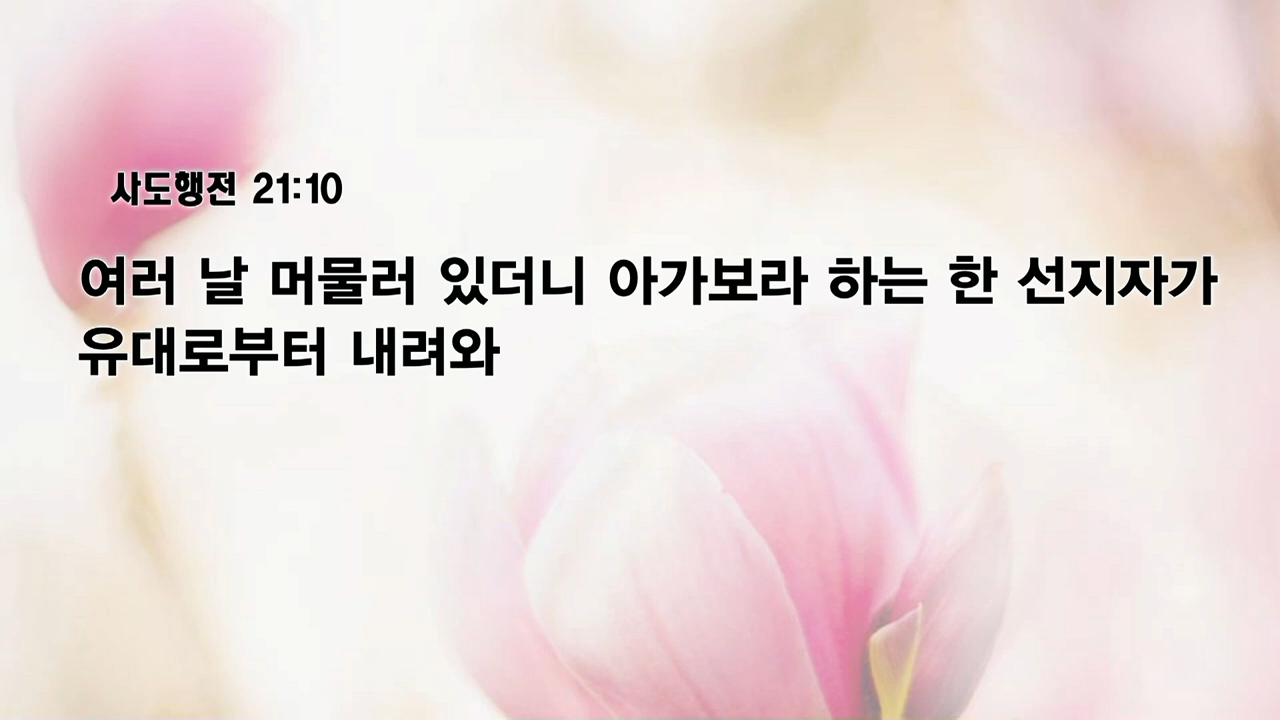 사도행전 21:10
여러 날 머물러 있더니 아가보라 하는 한 선지자가
유대로부터 내려와